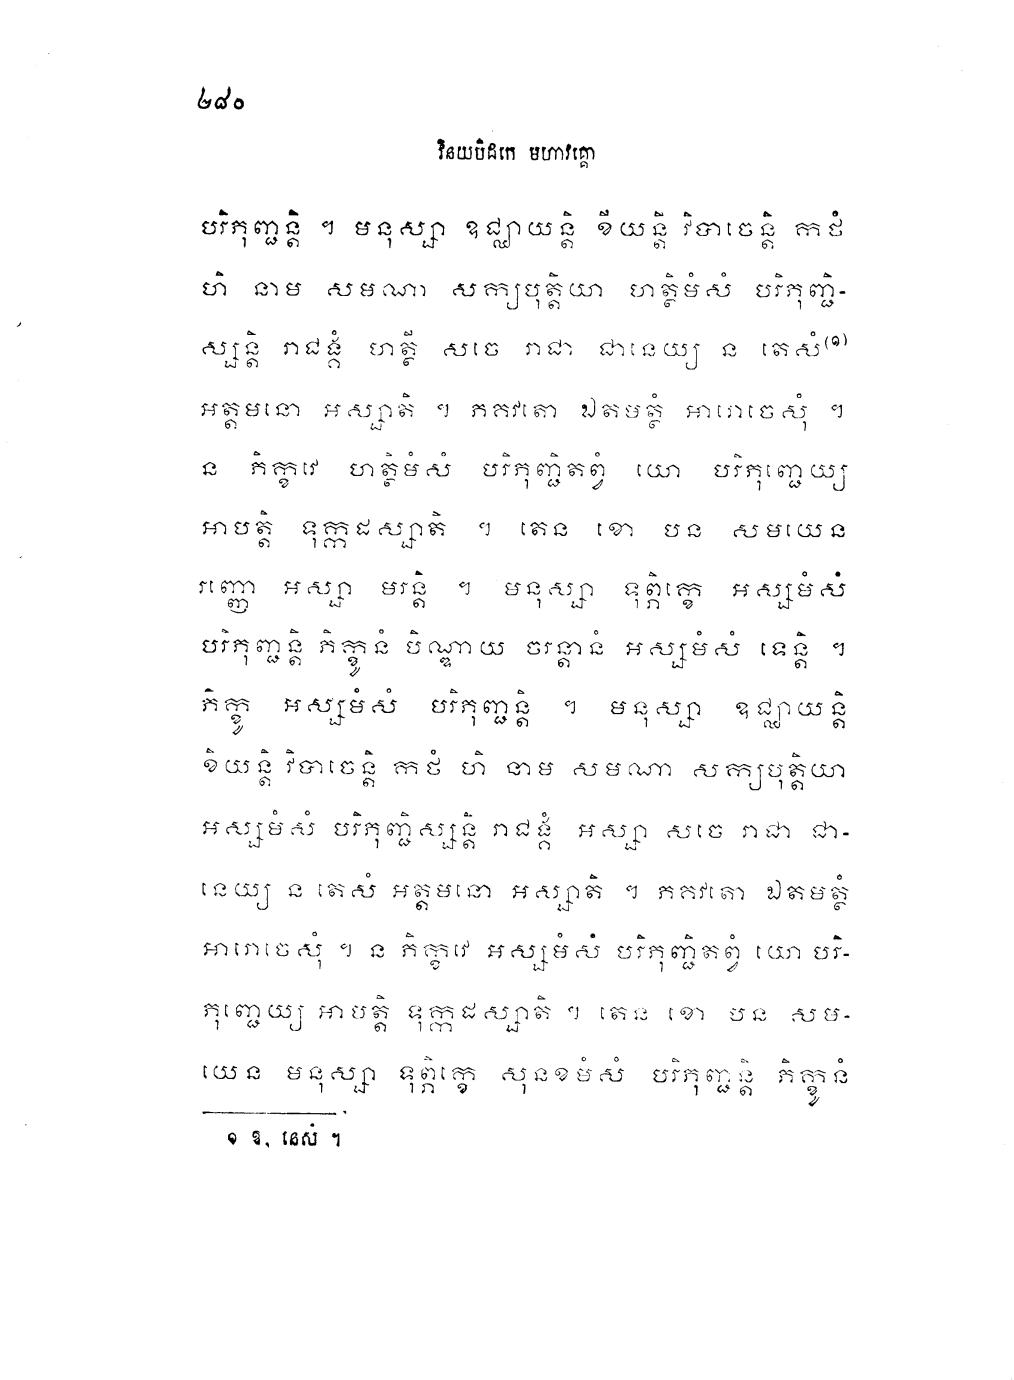 ២៨០
វិនយបិដកេ មហាវគ្គោ
បរិភុញ្ជន្តិ ។ មនុស្សា ឧជ្ឈាយន្តិ ខីយន្តិ វិបាចេន្តិ កថំ
ហិ នាម សមណា សក្យបុត្តិយា ហត្ថិមំសំ បរិភុញ្ជិ-
ស្សន្តិ រាជង្គំ ហត្ថី សចេ រាជា ជានេយ្យ ន តេសំ(១)
អត្តមនោ អស្សាតិ ។ ភគវតោ ឯតមត្ថំ អារោចេសុំ ។
ន ភិក្ខវេ ហត្ថិមំសំ បរិភុញ្ជិតព្វំ យោ បរិភុញ្ជេយ្យ
អាបត្តិ ទុក្កដស្សាតិ ។ តេន ខោ បន សមយេន
រញ្ញោ អស្សា មរន្តិ ។ មនុស្សា ទុព្ភិក្ខេ អស្សមំសំ
បរិភុញ្ជន្តិ ភិក្ខូនំ បិណ្ឌាយ ចរន្តានំ អស្សមំសំ ទេន្តិ ។
ភិក្ខូ អស្សមំសំ បរិភុញ្ជន្តិ ។ មនុស្សា ឧជ្ឈាយន្តិ
ខិយន្តិ វិបាចេន្តិ កថំ ហិ នាម សមណា សក្យបុត្តិយា
អស្សមំសំ បរិភុញ្ជិស្សន្តិ រាជង្គំ អស្សា សចេ រាជា ជា-
នេយ្យ ន តេសំ អត្តមនោ អស្សាតិ ។ ភគវតោ ឯតមត្ថំ
អារោចេសុំ ។ ន ភិក្ខវេ អស្សមំសំ បរិភុញ្ជិតព្វំ យោ បរិ-
ភុញ្ជេយ្យ អាបត្តិ ទុក្កដស្សាតិ ។ តេន ខោ បន សម-
យេន មនុស្សា ទុព្ភិក្ខេ សុនខមំសំ បរិភុញ្ជន្តិ ភិក្ខូនំ
១ ឱ. នេសំ ។